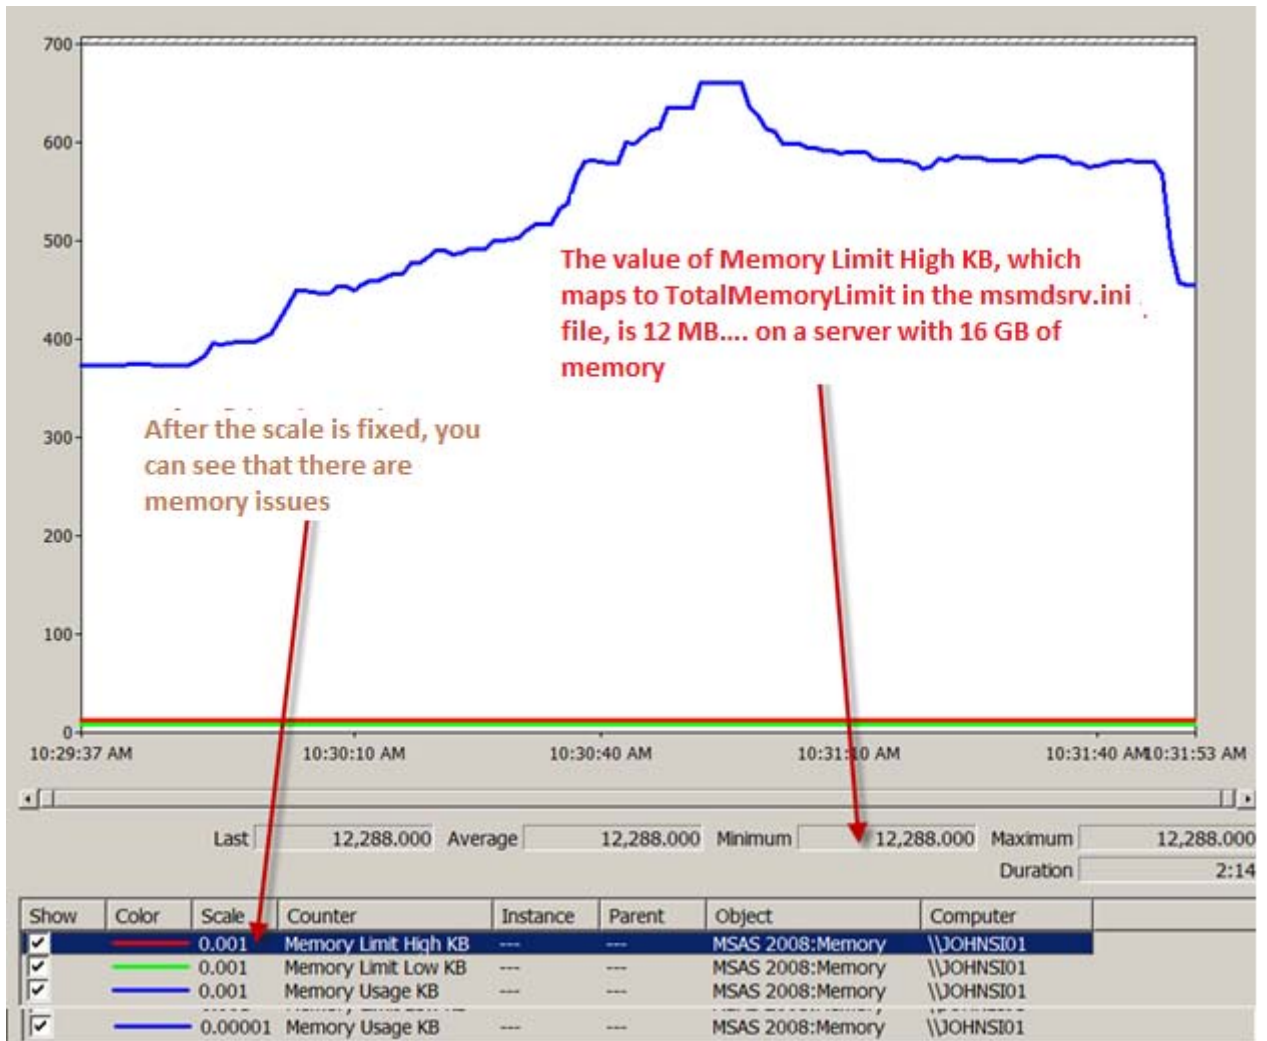 700
600
500
The value of Memory Limit High KB, which
maps to TotalMemoryLimit in the msmdsrv.ini
file, is 12 MB.... on a server with 16 GB of
memory
400
After the scale is fixed, you
can see that there are
memory issues
300
200
100
0
10:29:37 AM 10:30:10 AM 10:30:40 AM 10:31:10 AM 10:31:40 AM 10:31:53 AM
Last 12,288.000 Average 12,288.000 Minimum 12,288.000 Maximum 12,288.000
Duration 2:14
Show Color Scale Counter Instance Parent Object Computer
0.001 Memory Limit High KB --- --- MSAS 2008:Memory \\JOHNSI01
0.001 Memory Limit Low KB --- --- MSAS 2008:Memory \\JOHNSI01
0.001 Memory Usage KB --- --- MSAS 2008:Memory \\JOHNSI01
0.00001 Memory Usage KB --- --- MSAS 2008:Memory \\JOHNSI01